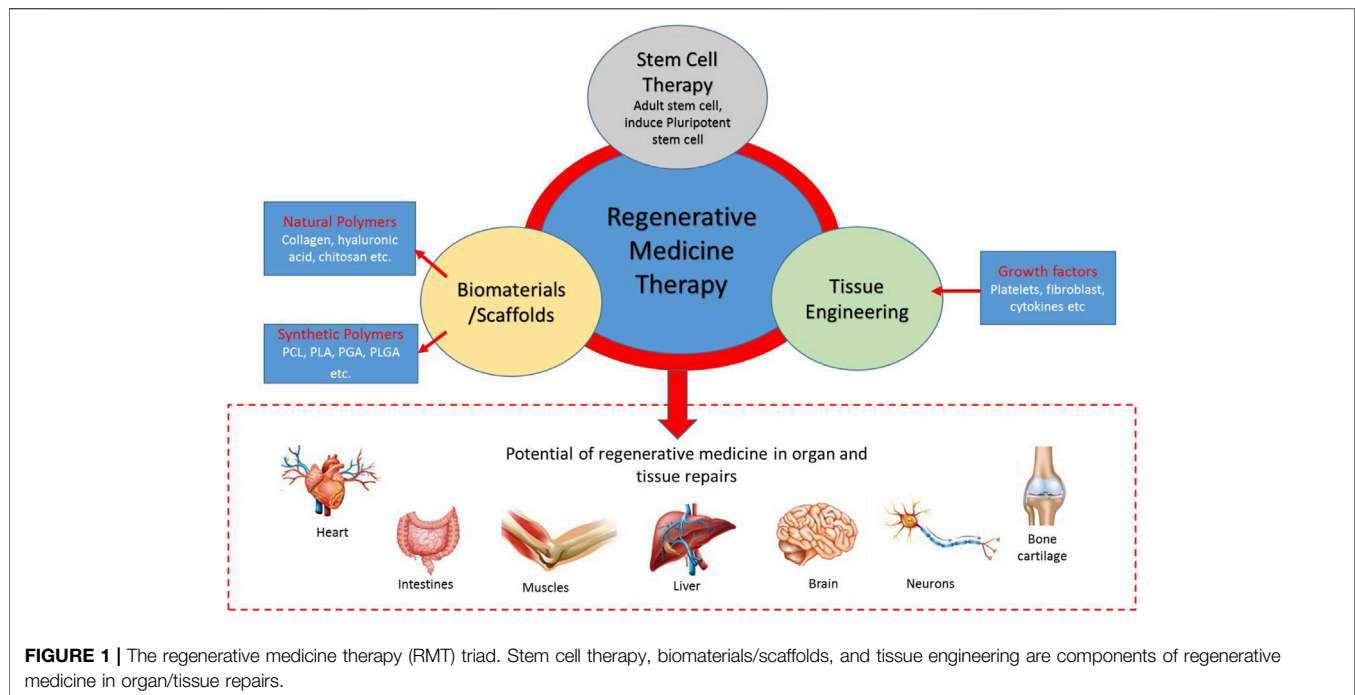 Stem Cell
Therapy
Adult stem cell,
induce Pluripotent
stem cell
Regenerative
Medicine
Therapy
Natural Polymers
Collagen, hyaluronic
acid, chitosan etc.
Biomaterials
/Scaffolds
Synthetic Polymers
PCL, PLA, PGA, PLGA
etc.
Tissue
Engineering
Growth factors
Platelets, fibroblast,
cytokines etc
Potential of regenerative medicine in organ and
tissue repairs
Heart
Intestines
Muscles
Liver
Brain
Neurons
Bone
cartilage
FIGURE 1 | The regenerative medicine therapy (RMT) triad. Stem cell therapy, biomaterials/scaffolds, and tissue engineering are components of regenerative
medicine in organ/tissue repairs.